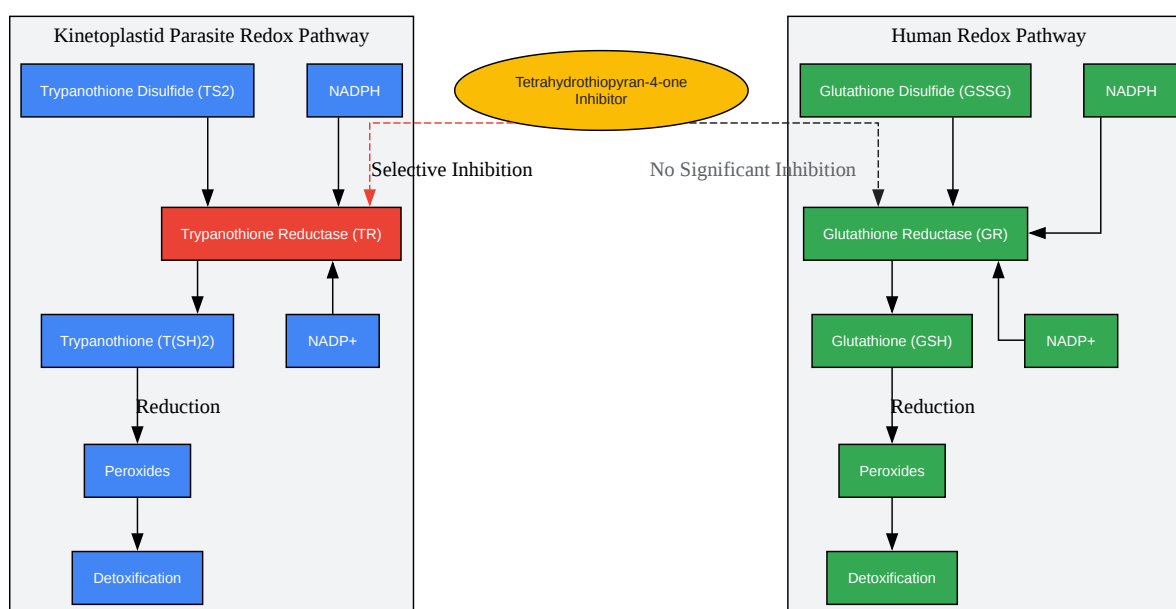 Kinetoplastid Parasite Redox Pathway
Trypanothione Disulfide (TS2)
NADPH
Tetrahydrothiopyran-4-one
Inhibitor
Selective Inhibition
No Significant Inhibition
Trypanothione Reductase (TR)
Trypanothione (T(SH)2)
NADP+
Reduction
Peroxides
Detoxification
Human Redox Pathway
Glutathione Disulfide (GSSG)
NADPH
Glutathione Reductase (GR)
Glutathione (GSH)
NADP+
Reduction
Peroxides
Detoxification